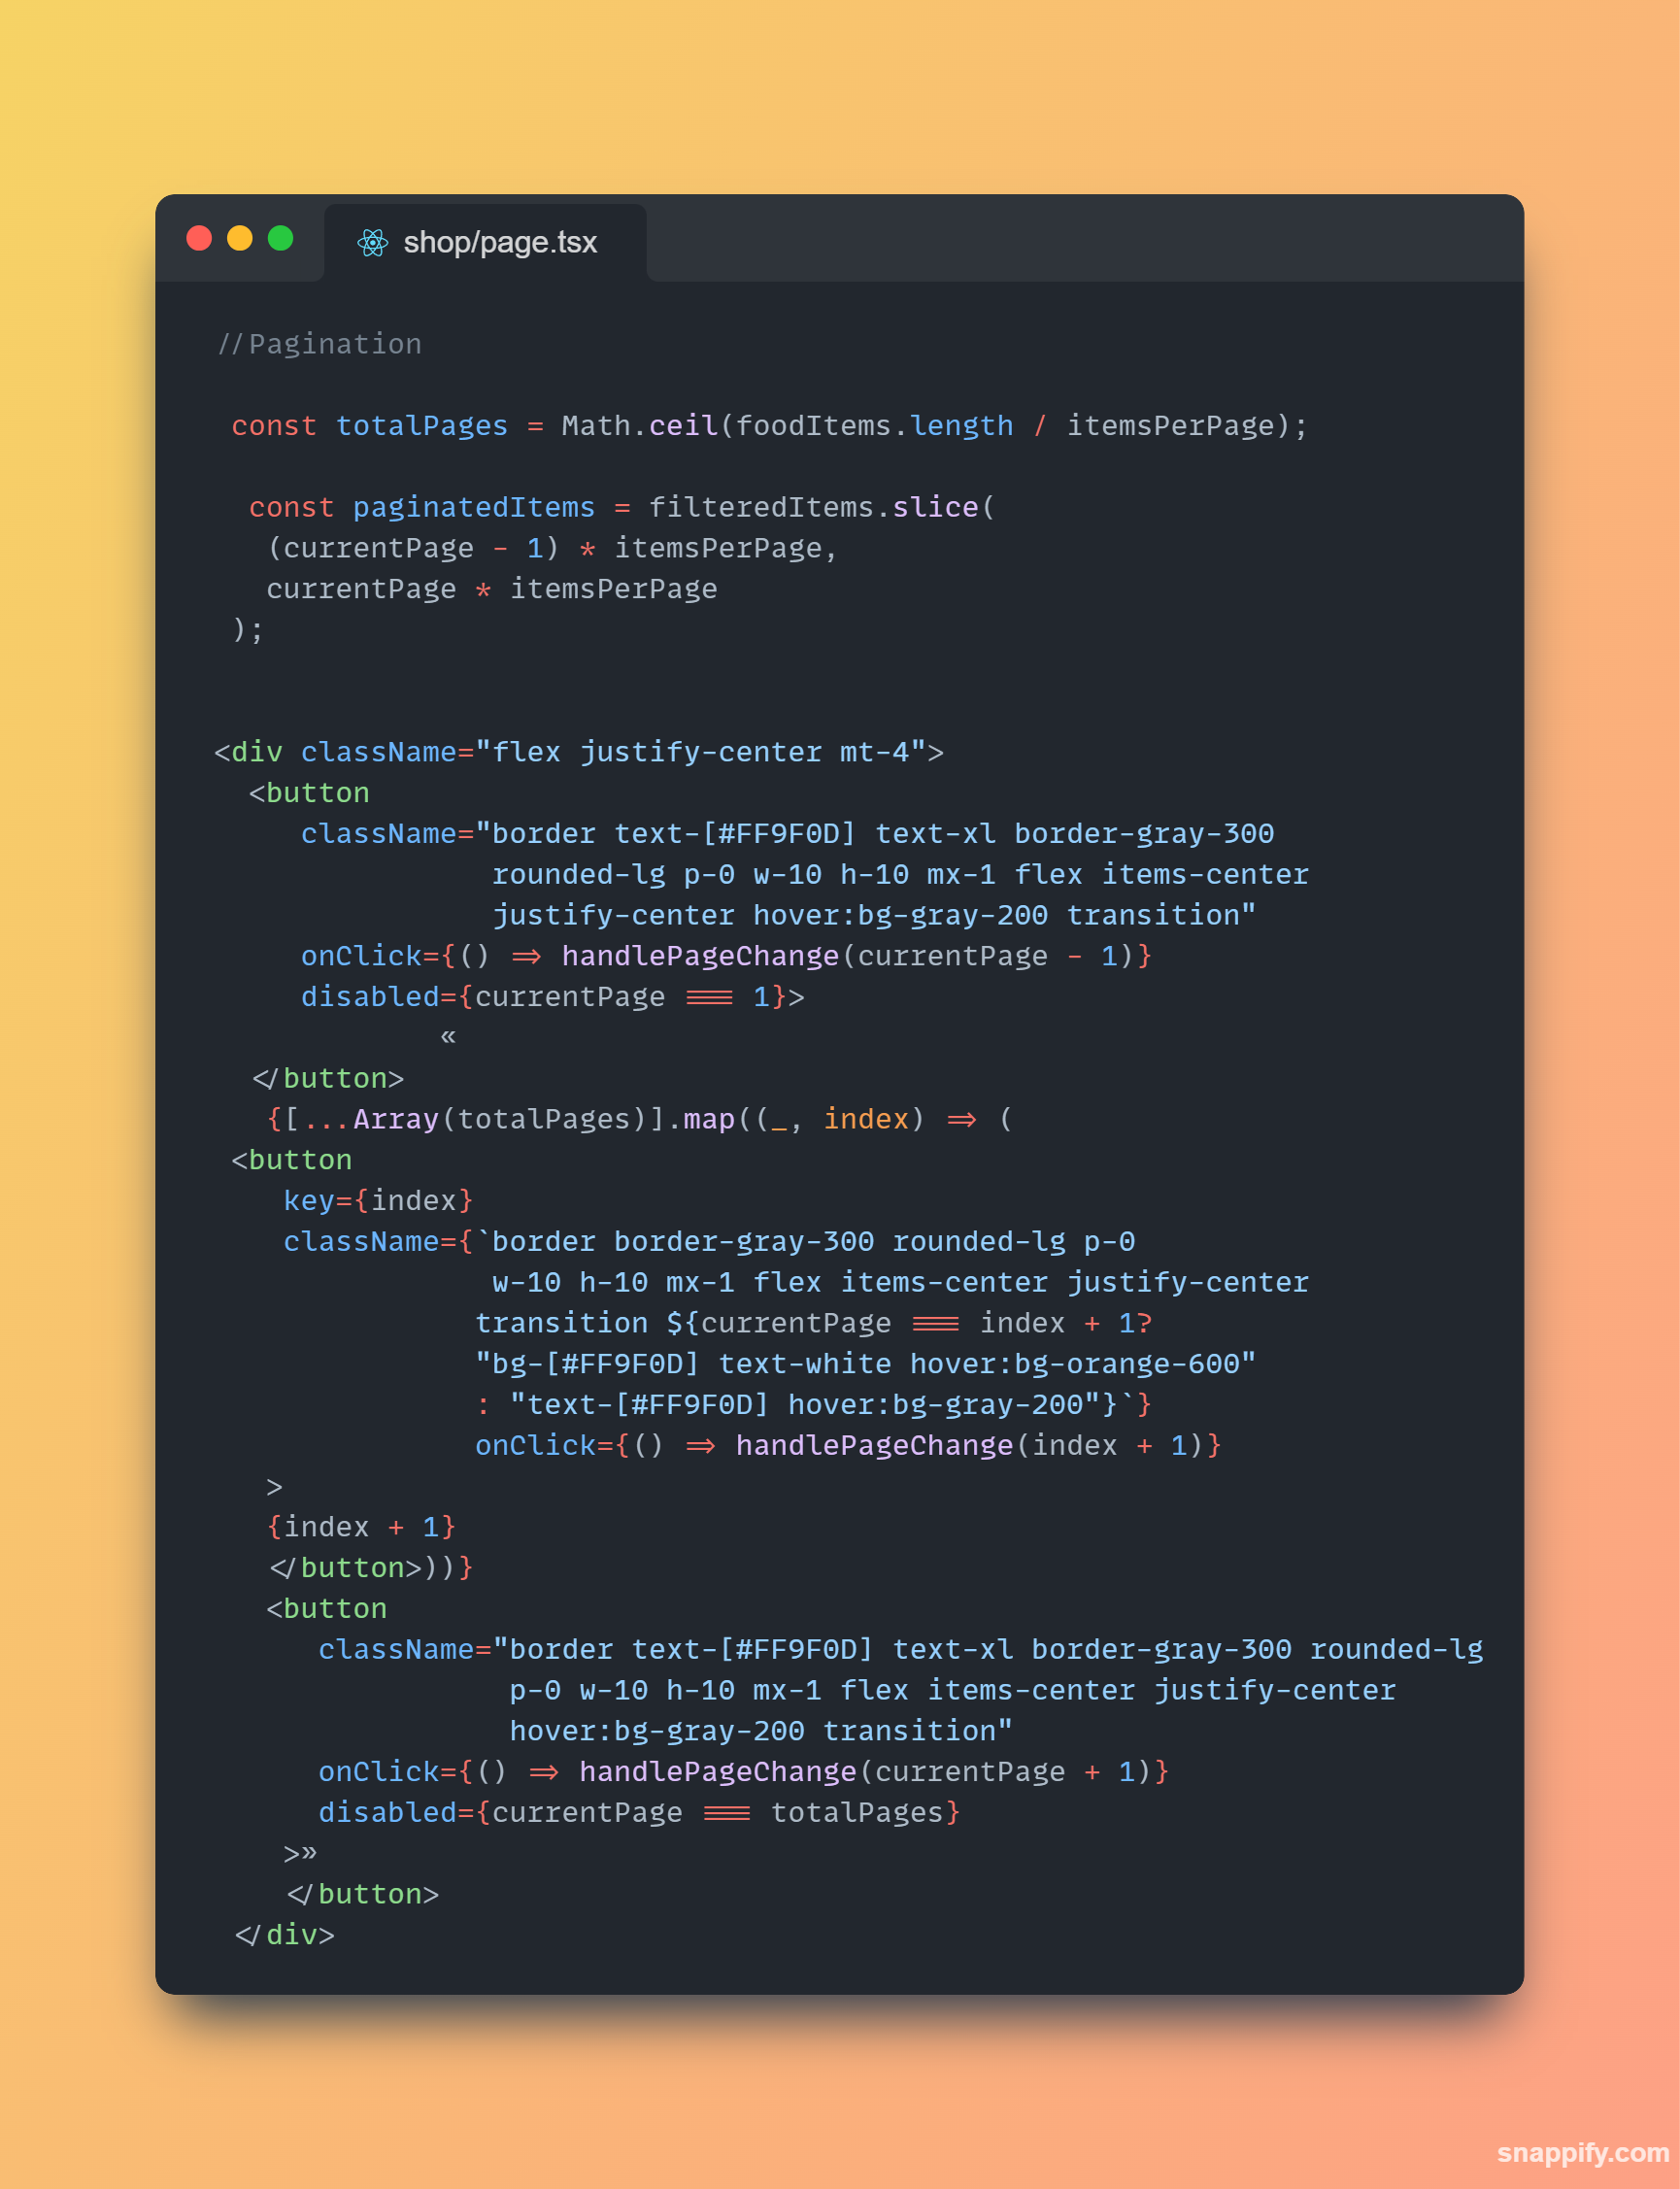 shop/page.tsx
//Pagination
const totalPages = Math.ceil(foodItems.length / itemsPerPage);
const paginatedItems = filteredItems.slice(
(currentPage - 1) * itemsPerPage,
currentPage * itemsPerPage
);
<div className="flex justify-center mt-4">
<button
className="border text-[#FF9F0D] text-xl border-gray-300
rounded-lg p-0 w-10 h-10 mx-1 flex items-center
justify-center hover:bg-gray-200 transition"
onClick={() => handlePageChange(currentPage - 1)}
disabled={currentPage === 1}>
«
</button>
{[...Array(totalPages)].map((_, index) => (
<button
key={index}
className={`border border-gray-300 rounded-lg p-0
w-10 h-10 mx-1 flex items-center justify-center
transition ${currentPage === index + 1?
"bg-[#FF9F0D] text-white hover:bg-orange-600"
: "text-[#FF9F0D] hover:bg-gray-200"}`}
onClick={() => handlePageChange(index + 1)}
>
{index + 1}
</button>))}
<button
className="border text-[#FF9F0D] text-xl border-gray-300 rounded-lg
p-0 w-10 h-10 mx-1 flex items-center justify-center
hover:bg-gray-200 transition"
onClick={() => handlePageChange(currentPage + 1)}
disabled={currentPage === totalPages}
>»
</button>
</div>
snappify.com